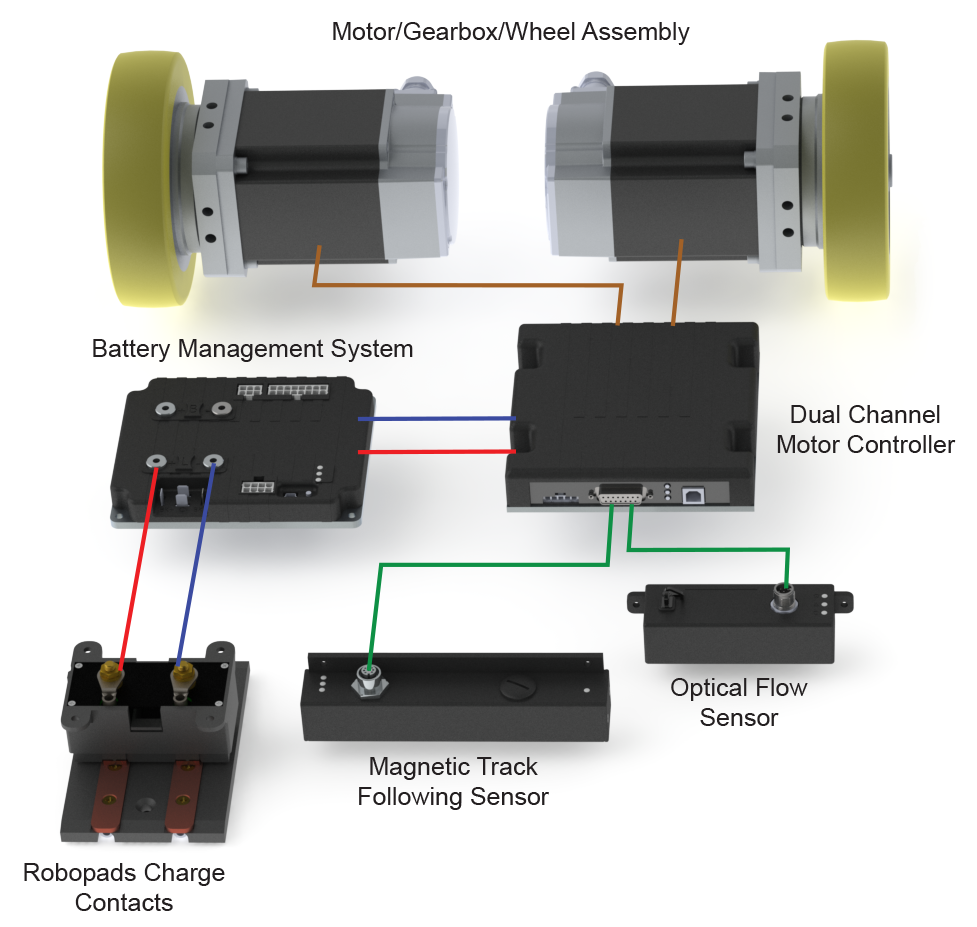 Motor/Gearbox/Wheel Assembly
Battery Management System
Dual Channel
Motor Controller
Optical Flow
Sensor
Magnetic Track
Following Sensor
Robopads Charge
Contacts